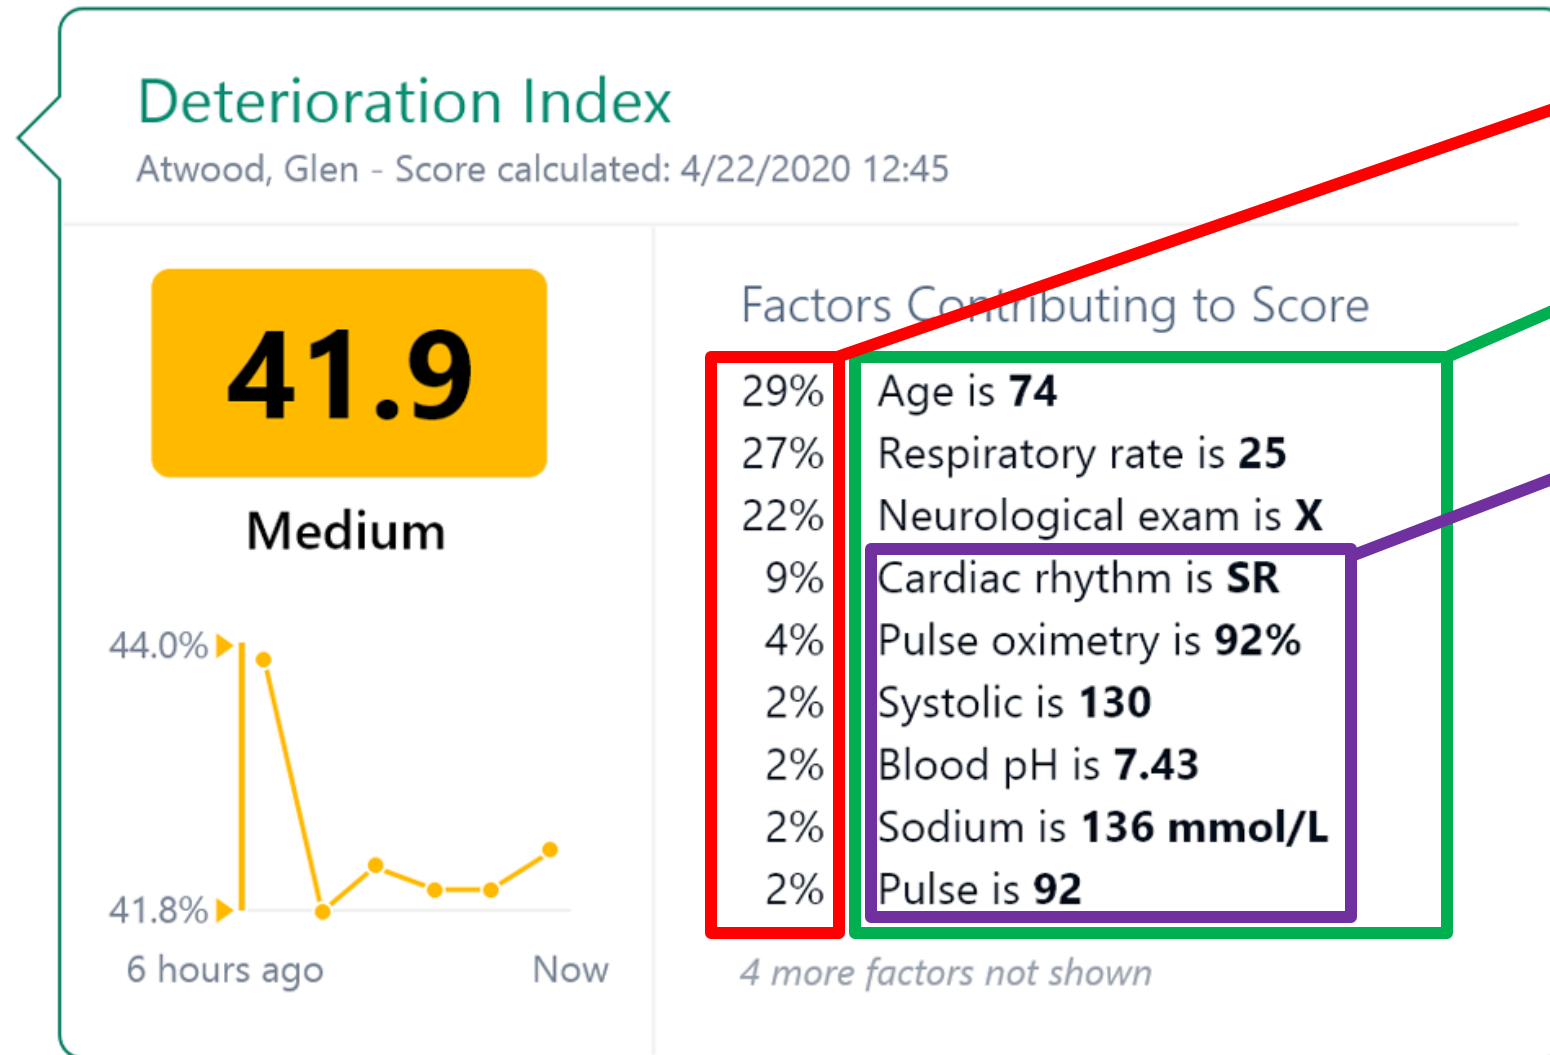 Deterioration Index
Atwood, Glen - Score calculated: 4/22/2020 12:45
41.9
Medium
44.0%
41.8%
6 hours ago
Now
Factors Contributing to Score
29% Age is 74
27% Respiratory rate is 25
22% Neurological exam is X
9% Cardiac rhythm is SR
4% Pulse oximetry is 92%
2% Systolic is 130
2% Blood pH is 7.43
2% Sodium is 136 mmol/L
2% Pulse is 92
4 more factors not shown